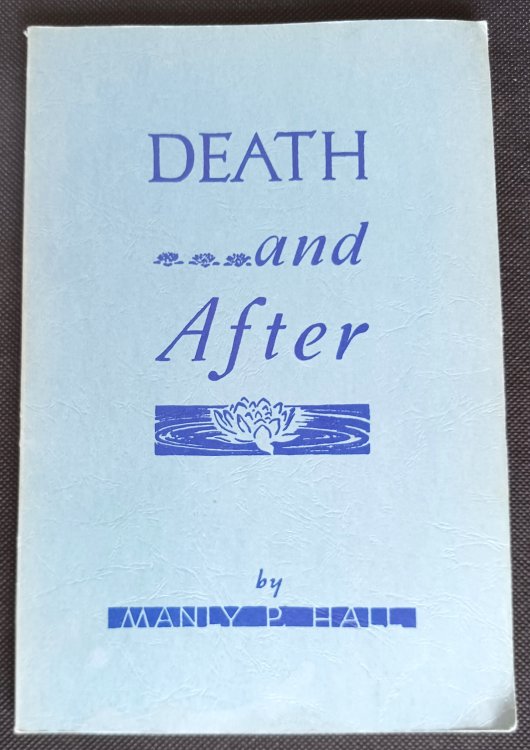 DEATH
...and
After
by
MANLY P. HALL